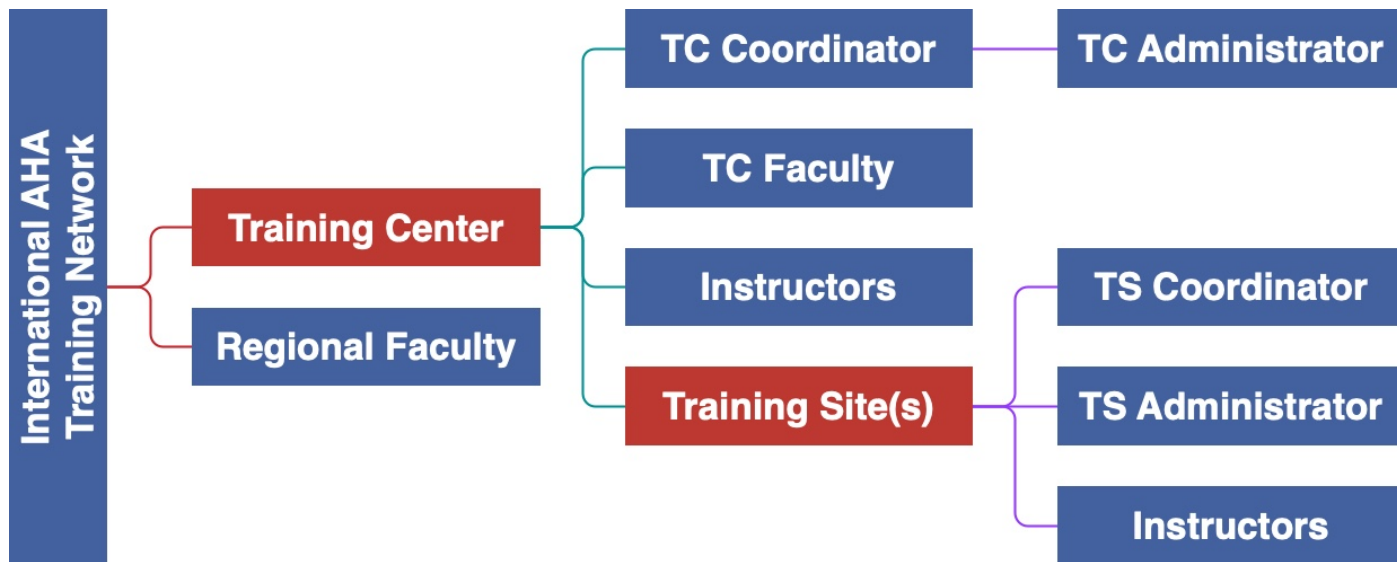 International AHA
Training Network
Training Center
Regional Faculty
TC Coordinator
TC Faculty
Instructors
Training Site(s)
TC Administrator
TS Coordinator
TS Administrator
Instructors